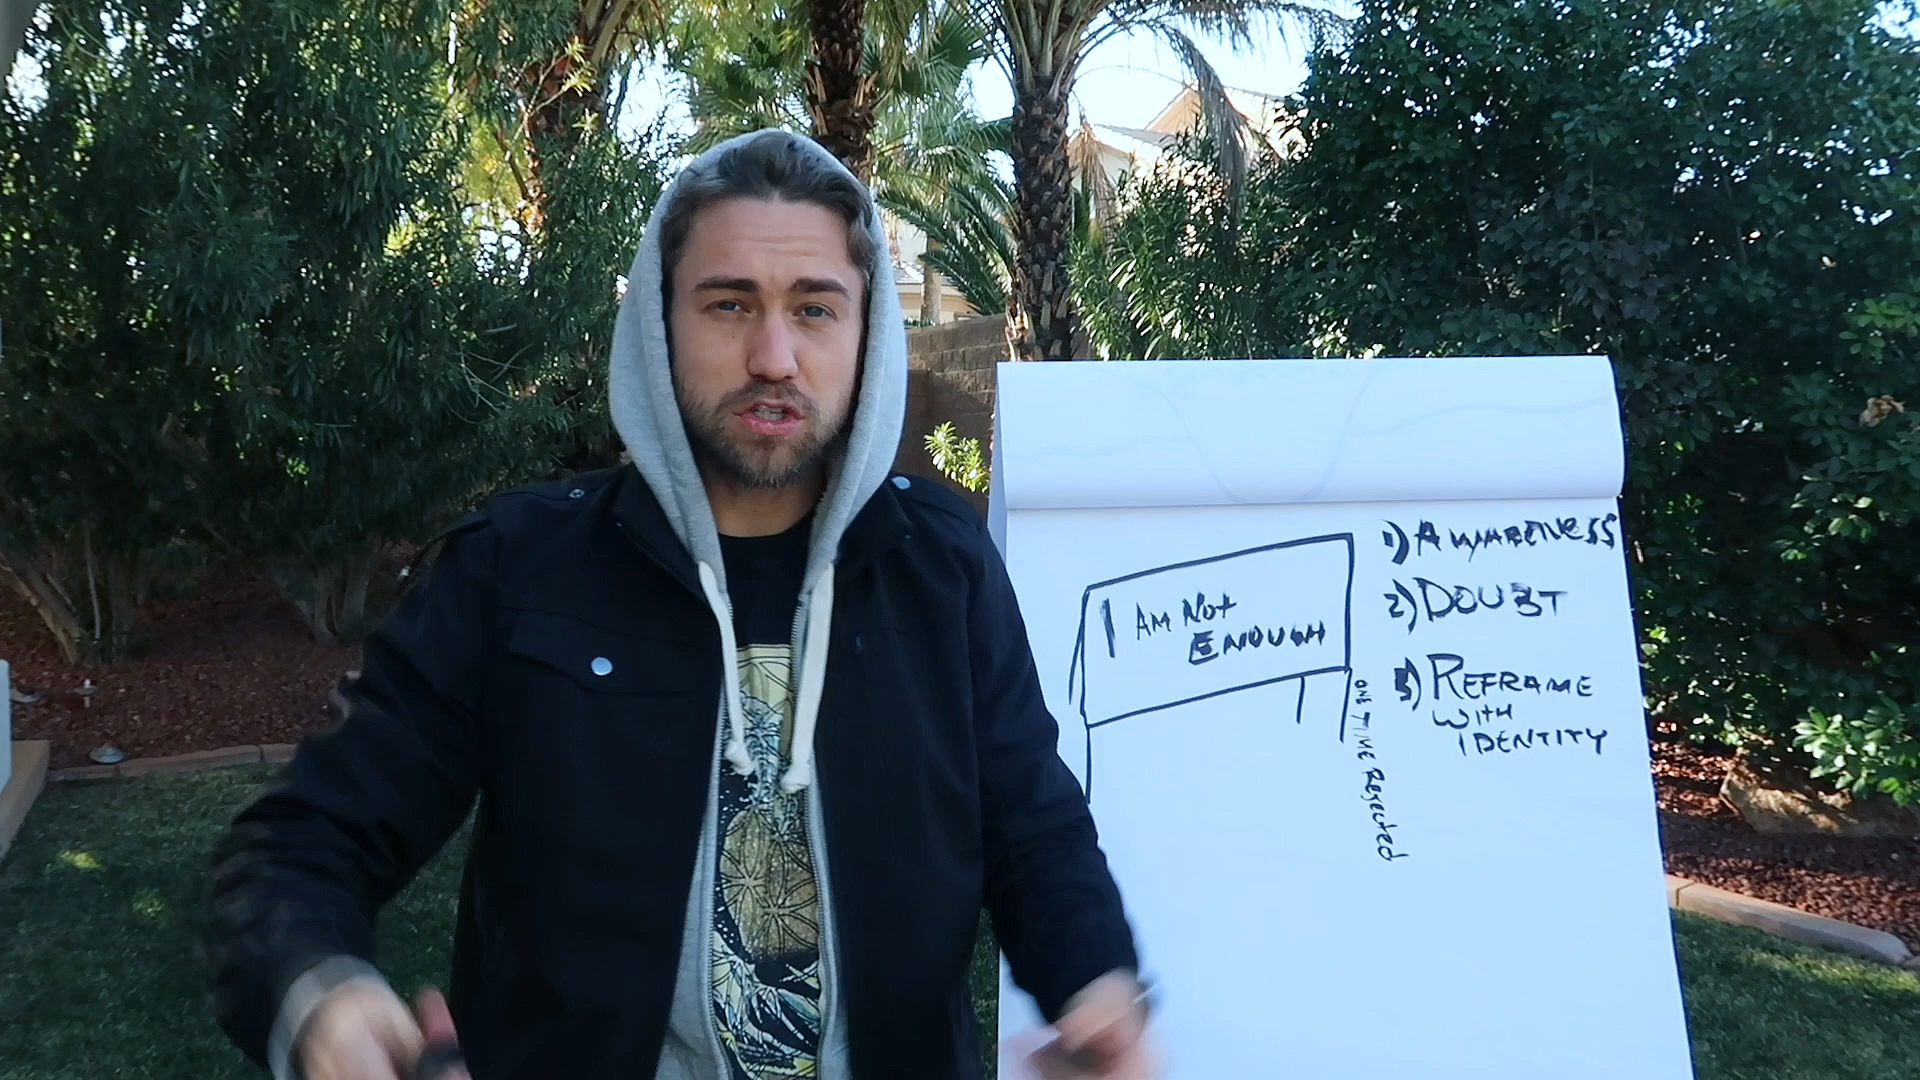 I AM NOT
ENOUGH
ONE TIME REJECTED
1) AWARENESS
2) DOUBT
3) REFRAME
WITH
IDENTITY